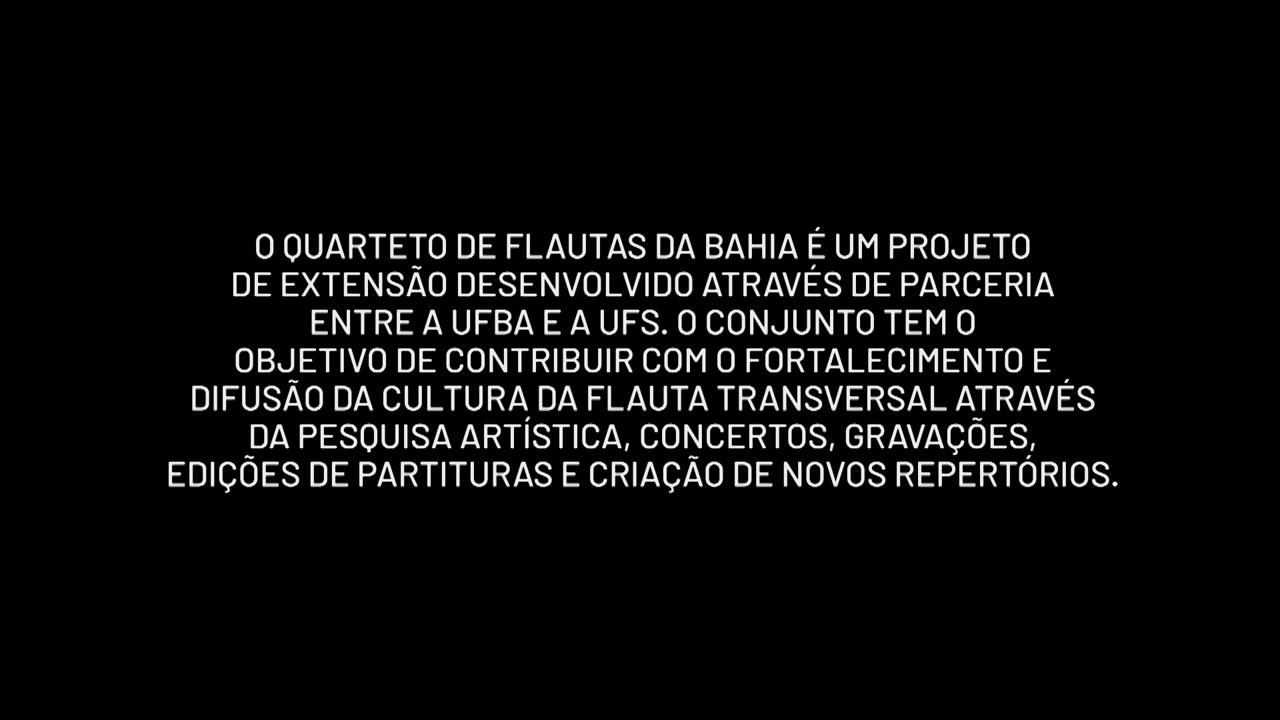 O QUARTETO DE FLAUTAS DA BAHIA É UM PROJETO
DE EXTENSÃO DESENVOLVIDO ATRAVÉS DE PARCERIA
ENTRE A UFBA E A UFS. O CONJUNTO TEM O
OBJETIVO DE CONTRIBUIR COM O FORTALECIMENTO E
DIFUSÃO DA CULTURA DA FLAUTA TRANSVERSAL ATRAVÉS
DA PESQUISA ARTÍSTICA, CONCERTOS, GRAVAÇÕES,
EDIÇÕES DE PARTITURAS E CRIAÇÃO DE NOVOS REPERTÓRIOS.